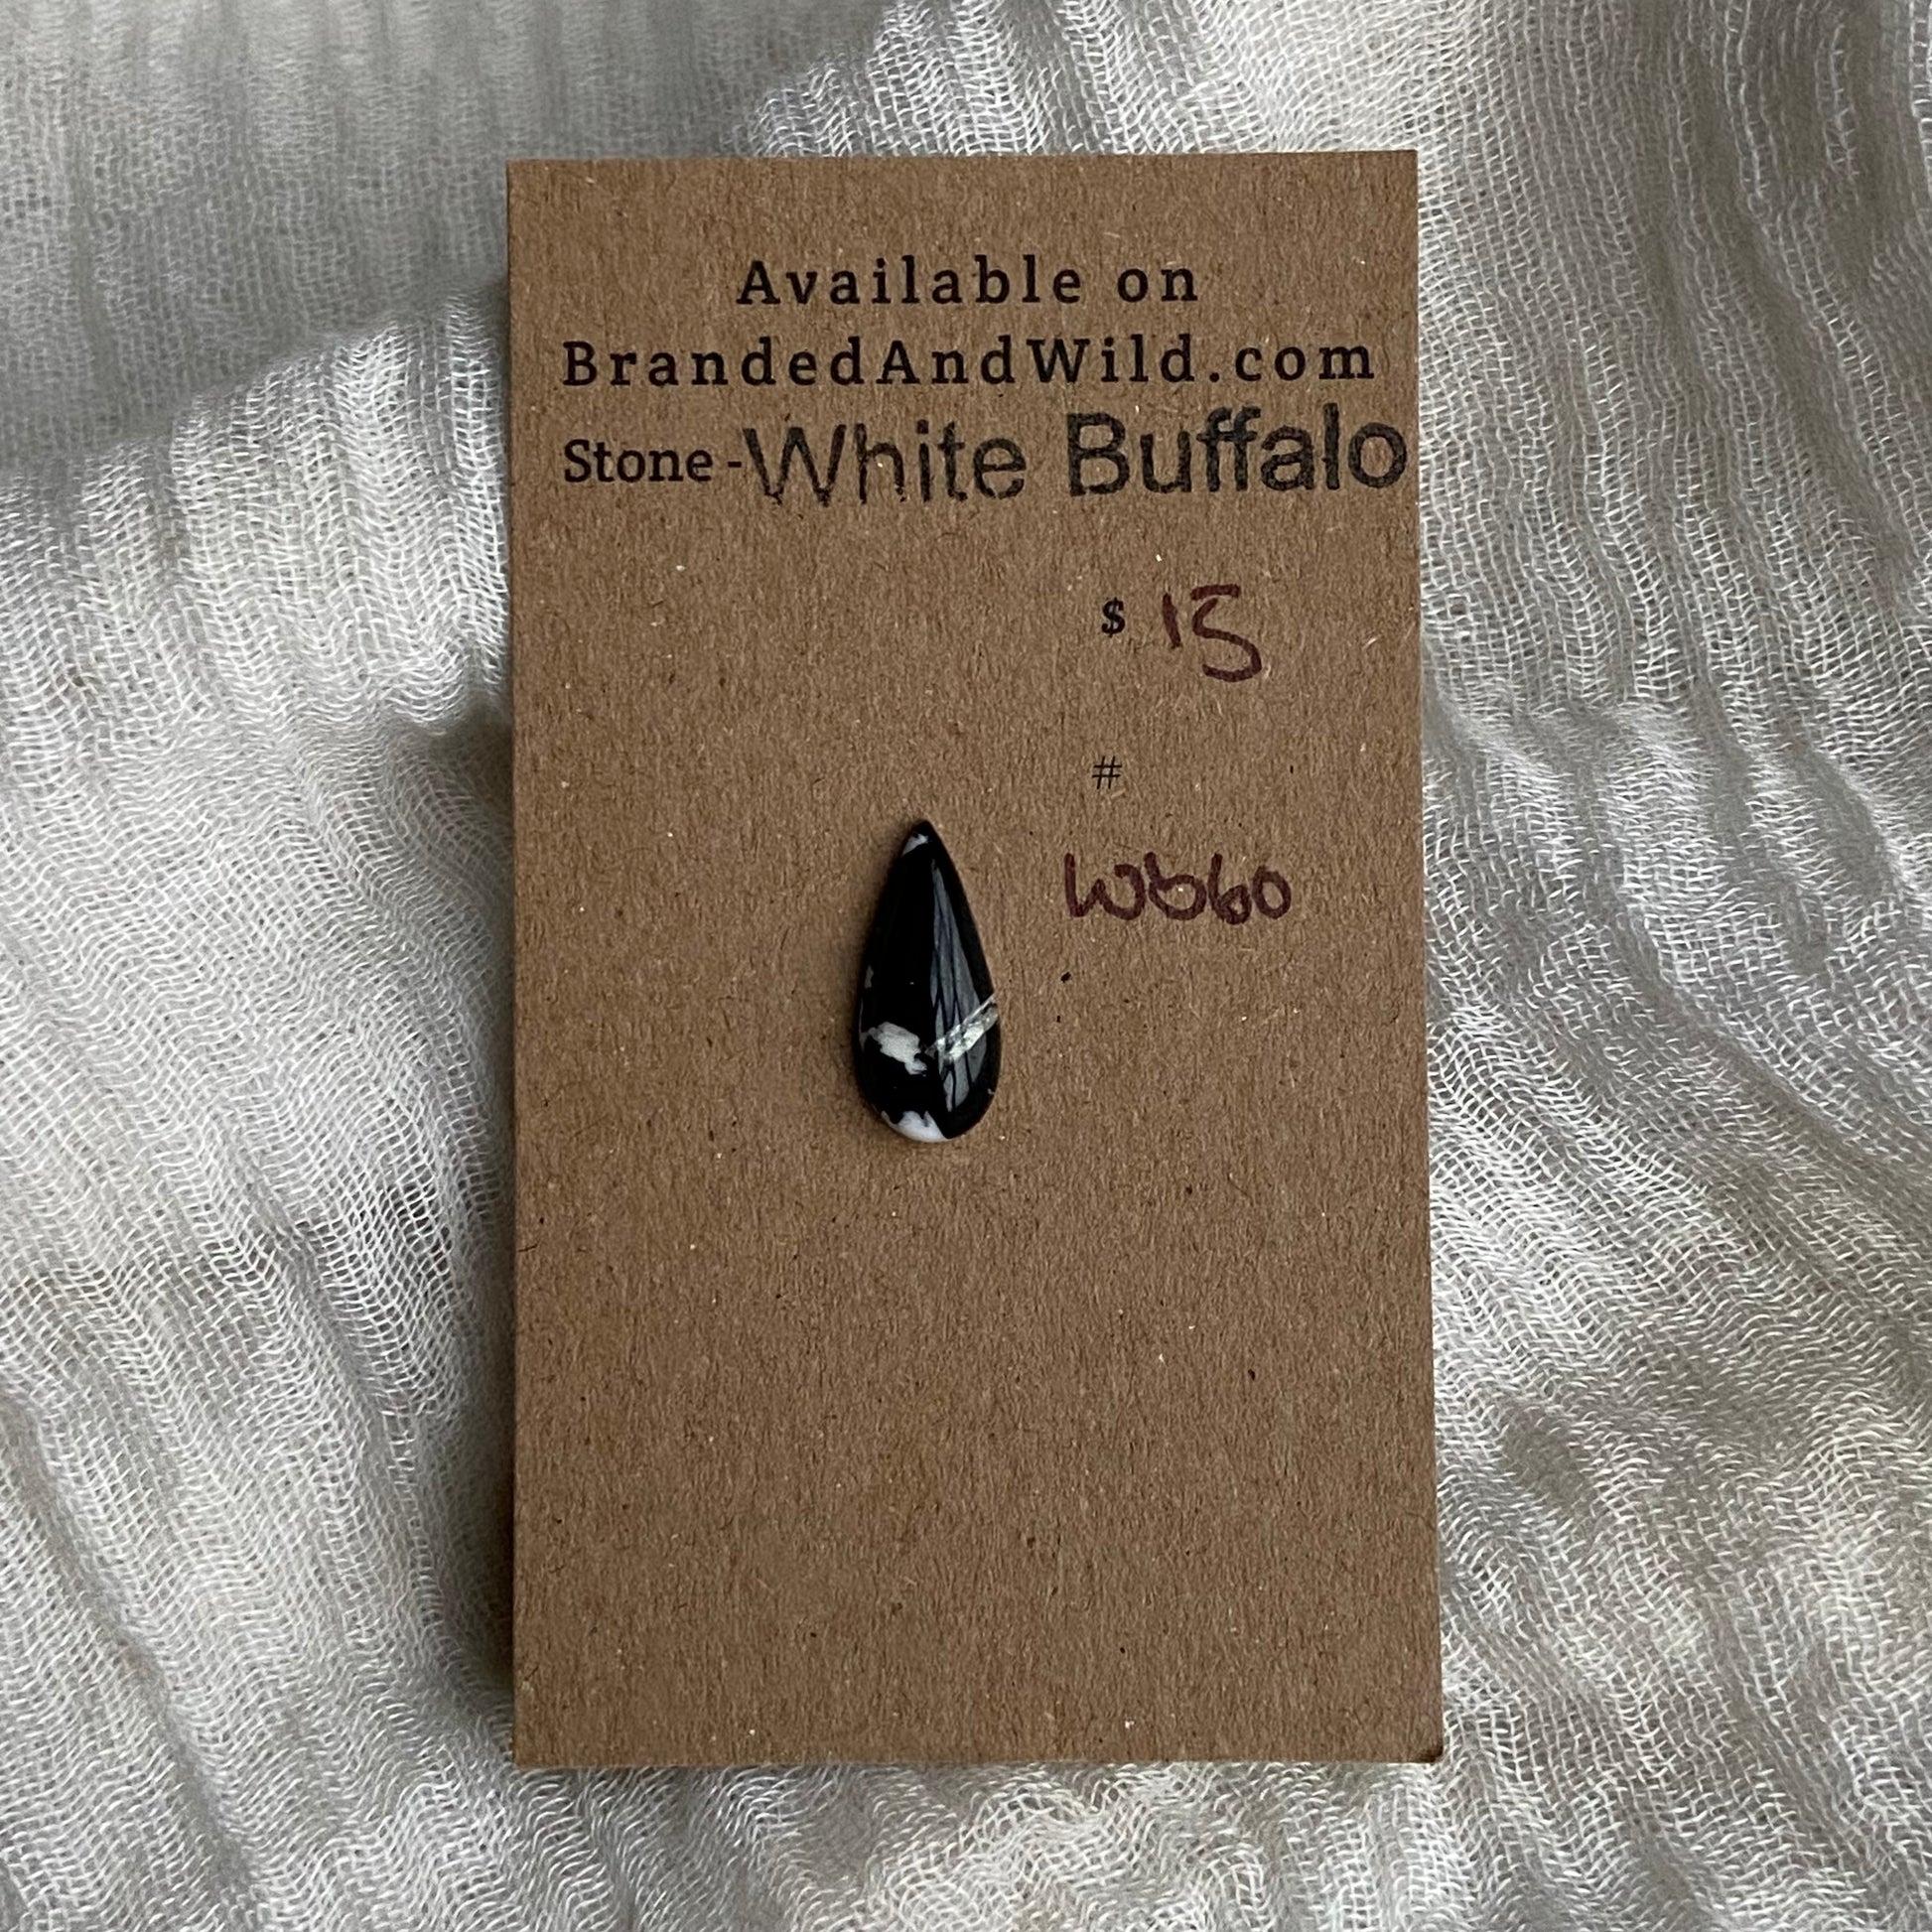 Available on
BrandedAndWild.com
Stone - White Buffalo
$ 15
#
WB60